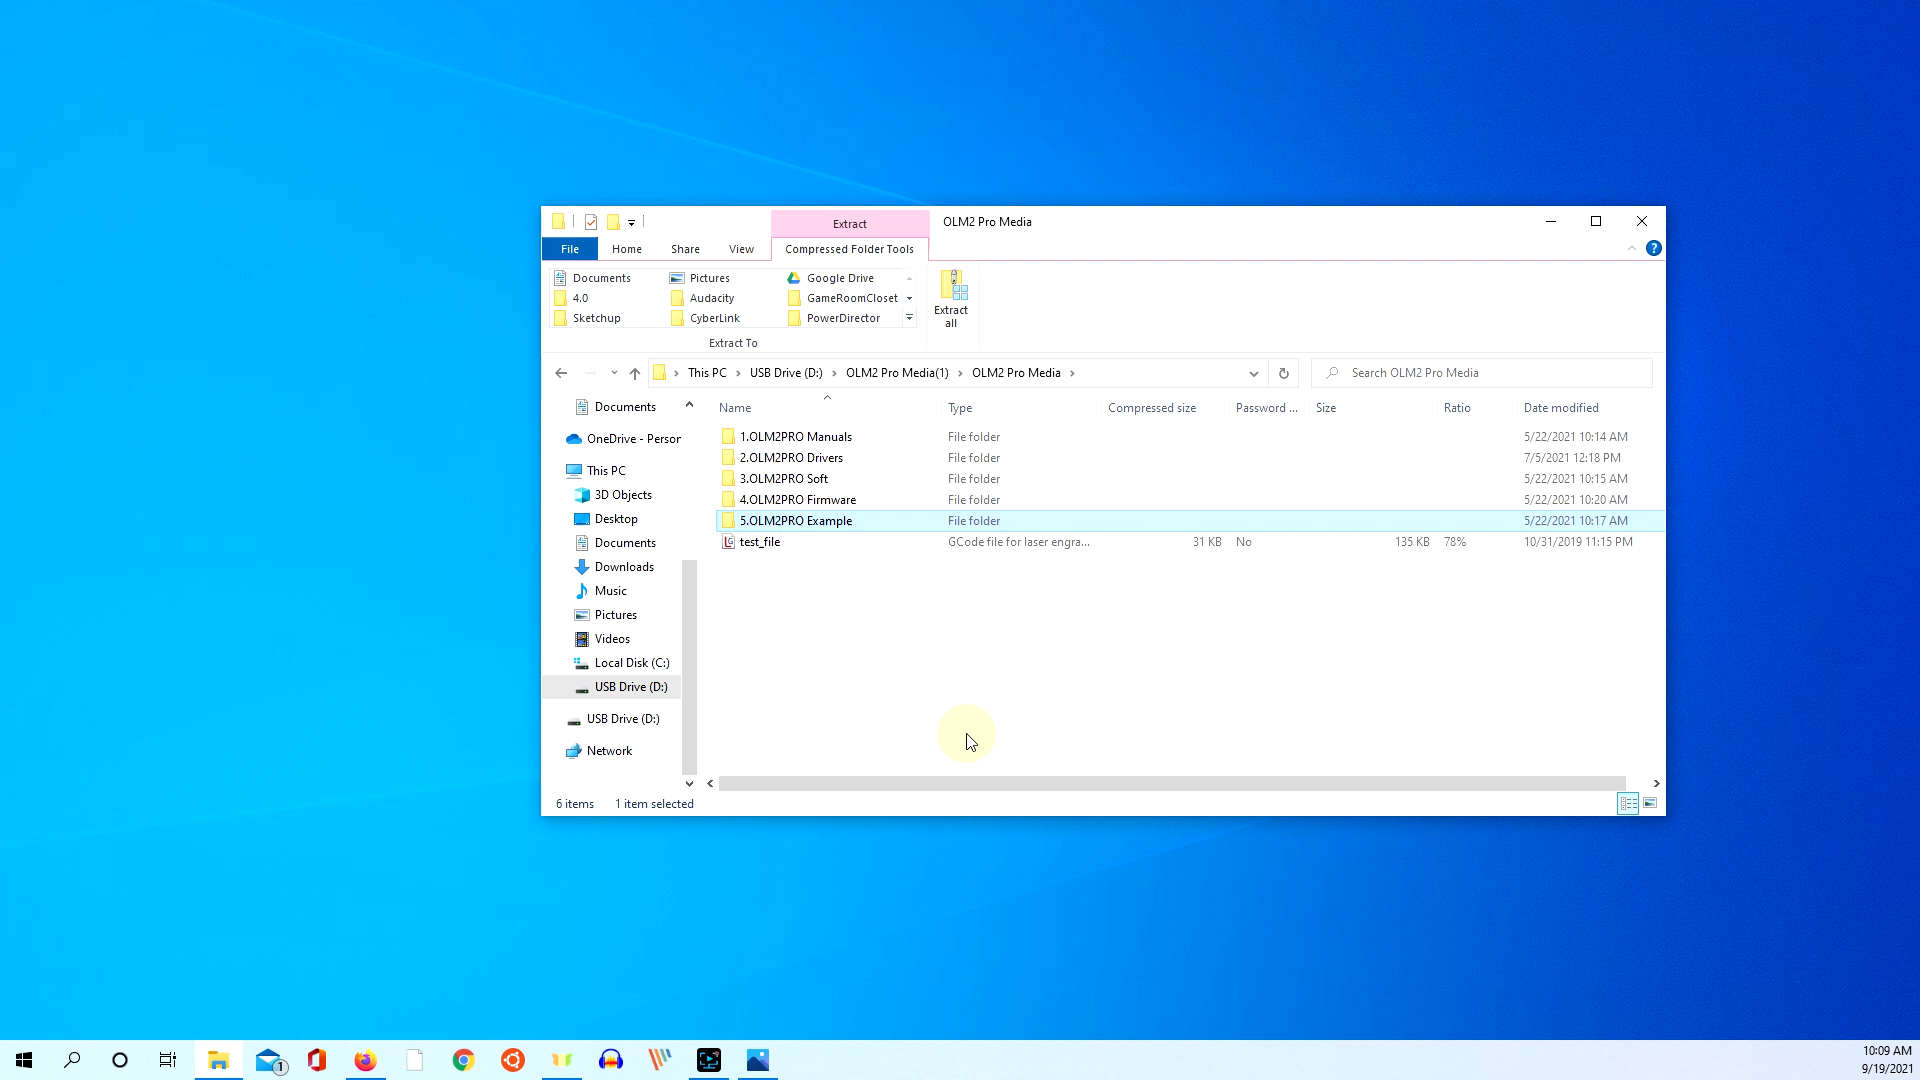 Extract
OLM2 Pro Media
File Home Share View Compressed Folder Tools
Documents Pictures Google Drive
4.0 Audacity GameRoomCloset
Sketchup CyberLink PowerDirector
Extract all
Extract To
This PC > USB Drive (D:) > OLM2 Pro Media(1) > OLM2 Pro Media >
Search OLM2 Pro Media
Name Type Compressed size Password ... Size Ratio Date modified
1.OLM2PRO Manuals File folder 5/22/2021 10:14 AM
2.OLM2PRO Drivers File folder 7/5/2021 12:18 PM
3.OLM2PRO Soft File folder 5/22/2021 10:15 AM
4.OLM2PRO Firmware File folder 5/22/2021 10:20 AM
5.OLM2PRO Example File folder 5/22/2021 10:17 AM
test_file GCode file for laser engra... 31 KB No 135 KB 78% 10/31/2019 11:15 PM
Documents
OneDrive - Person
This PC
3D Objects
Desktop
Documents
Downloads
Music
Pictures
Videos
Local Disk (C:)
USB Drive (D:)
USB Drive (D:)
Network
6 items 1 item selected
1
10:09 AM
9/19/2021